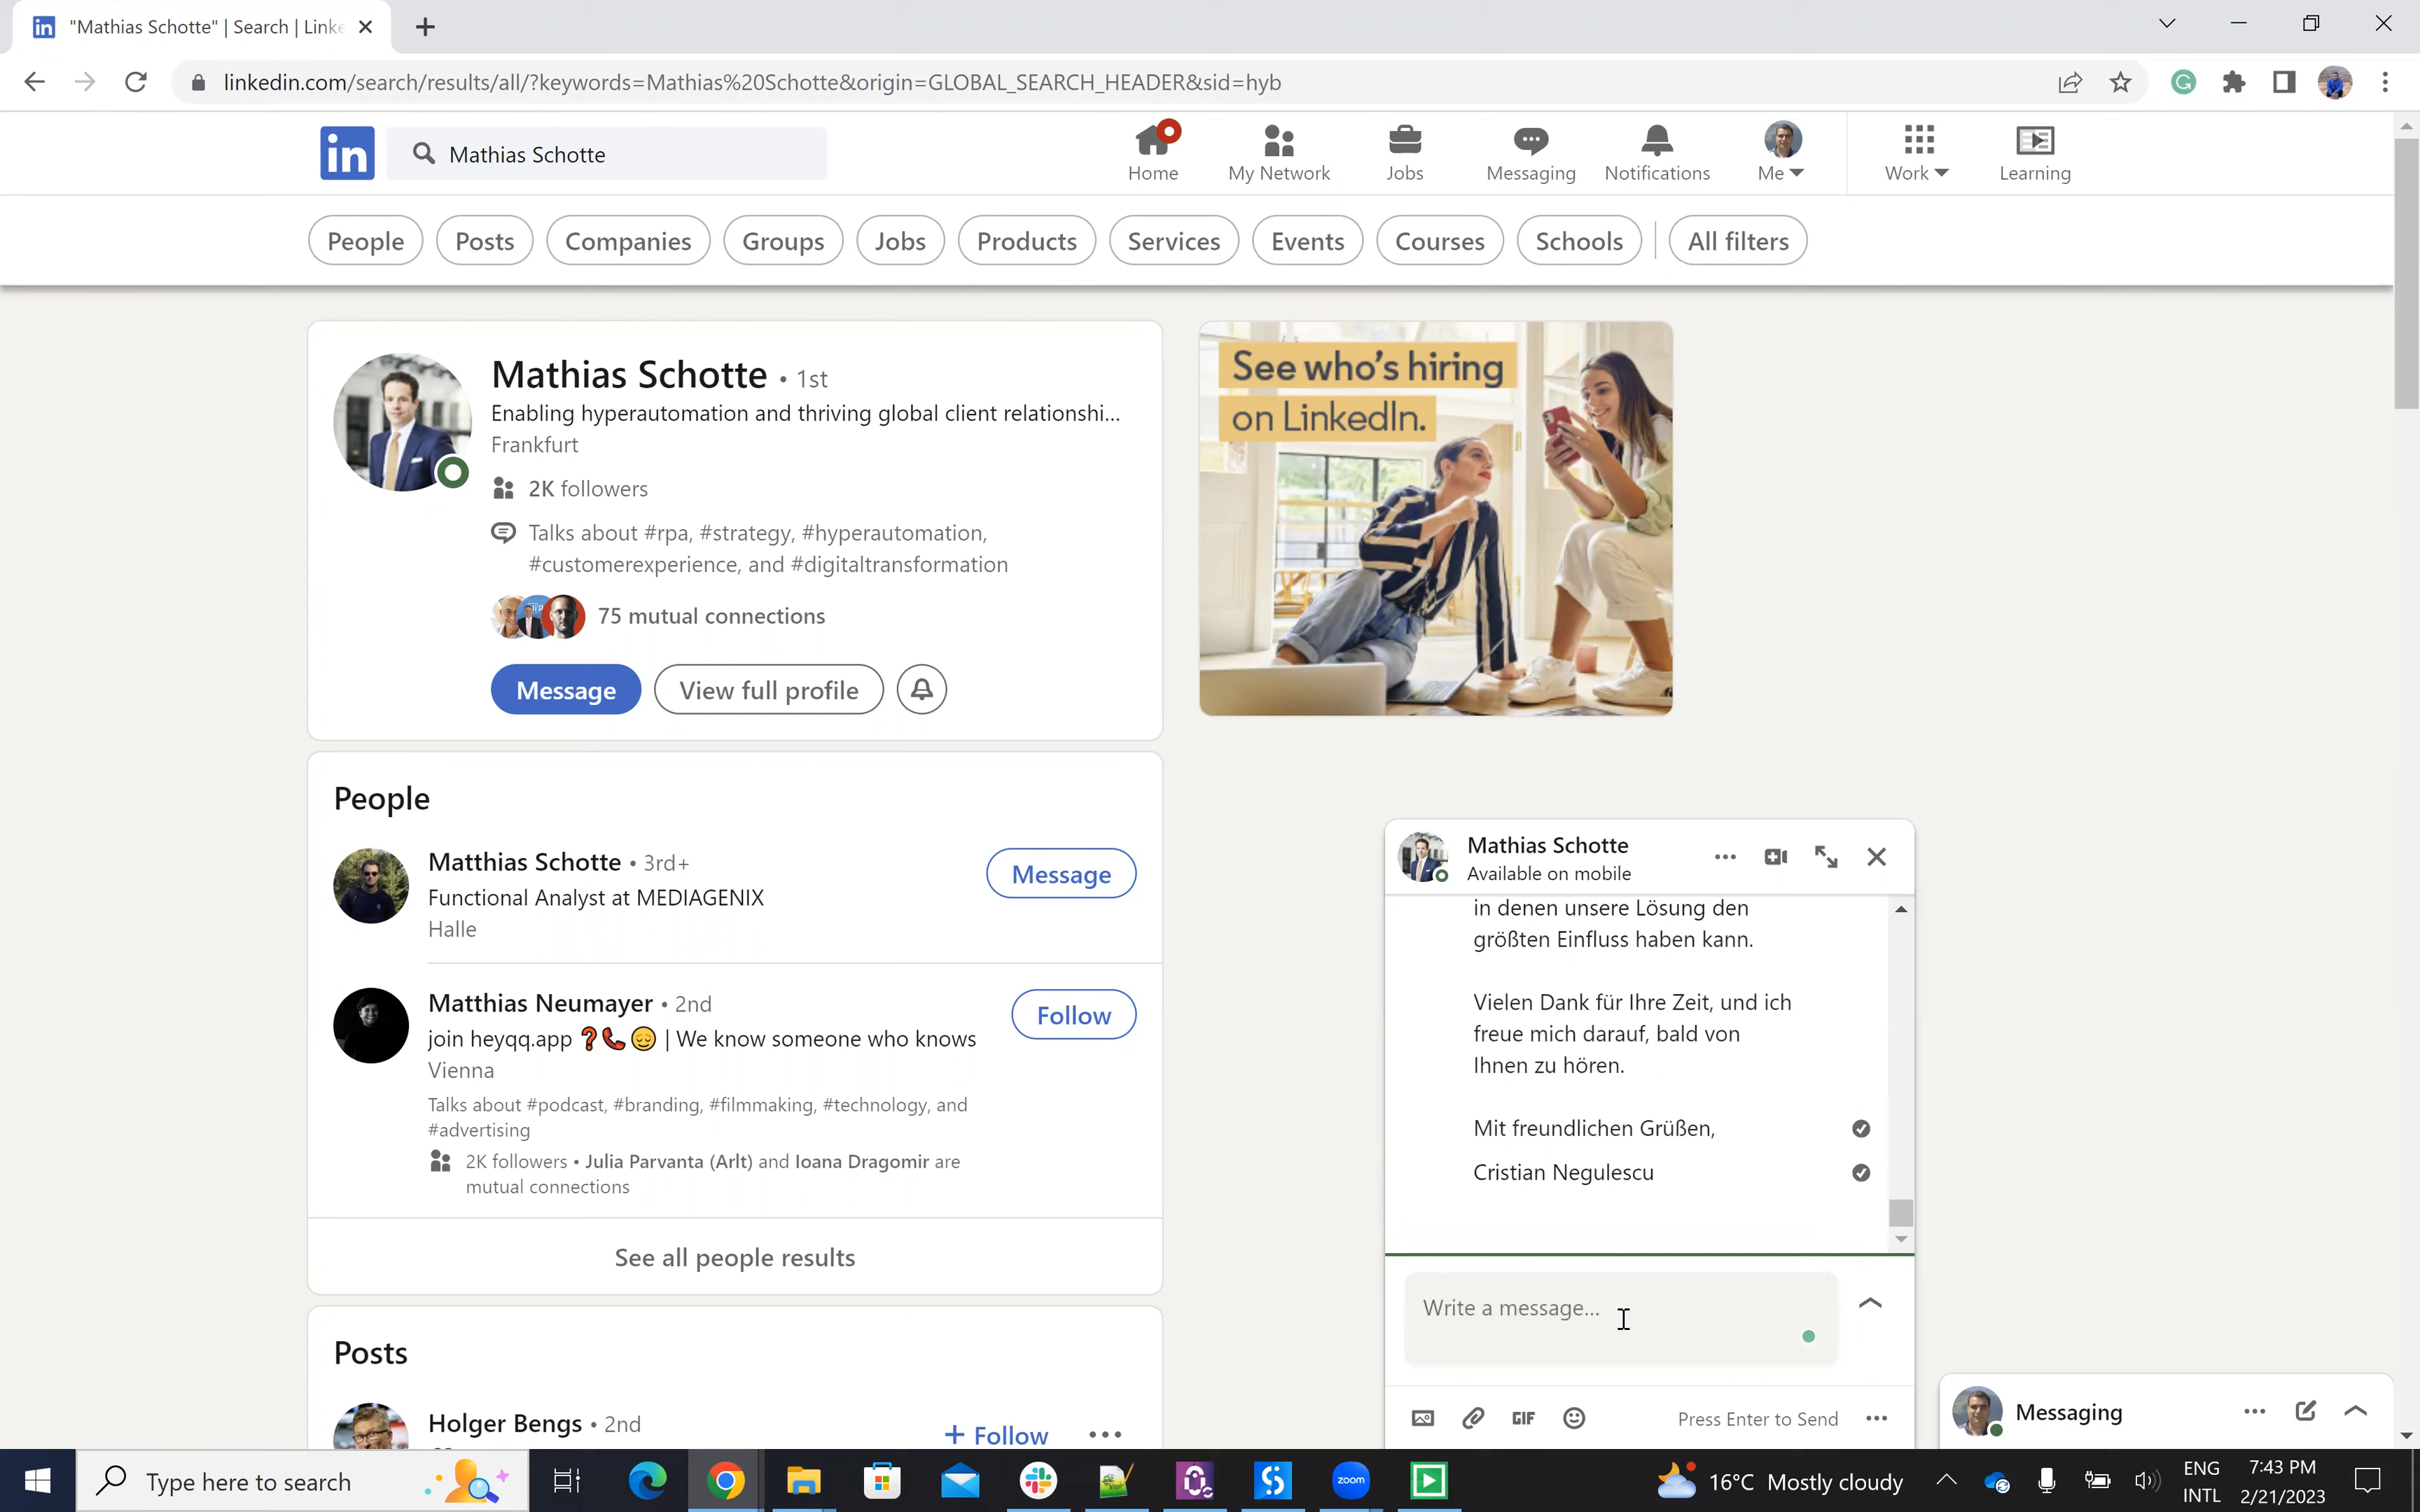 "Mathias Schotte" | Search | Linke
linkedin.com/search/results/all/?keywords=Mathias%20Schotte&origin=GLOBAL_SEARCH_HEADER&sid=hyb
in
Mathias Schotte
Home
My Network
Jobs
Messaging
Notifications
Me
Work
Learning
People
Posts
Companies
Groups
Jobs
Products
Services
Events
Courses
Schools
All filters
Mathias Schotte • 1st
Enabling hyperautomation and thriving global client relationshi...
Frankfurt
2K followers
Talks about #rpa, #strategy, #hyperautomation,
#customerexperience, and #digitaltransformation
75 mutual connections
Message
View full profile
See who's hiring
on LinkedIn.
People
Matthias Schotte • 3rd+
Functional Analyst at MEDIAGENIX
Halle
Message
Matthias Neumayer • 2nd
join heyqq.app ❓📞😌 | We know someone who knows
Vienna
Talks about #podcast, #branding, #filmmaking, #technology, and
#advertising
2K followers • Julia Parvanta (Arlt) and Ioana Dragomir are
mutual connections
Follow
See all people results
Posts
Holger Bengs • 2nd
+ Follow
Mathias Schotte
Available on mobile
in denen unsere Lösung den
größten Einfluss haben kann.
Vielen Dank für Ihre Zeit, und ich
freue mich darauf, bald von
Ihnen zu hören.
Mit freundlichen Grüßen,
Cristian Negulescu
Write a message...
GIF
Press Enter to Send
Messaging
Type here to search
zoom
16°C Mostly cloudy
ENG
INTL
7:43 PM
2/21/2023